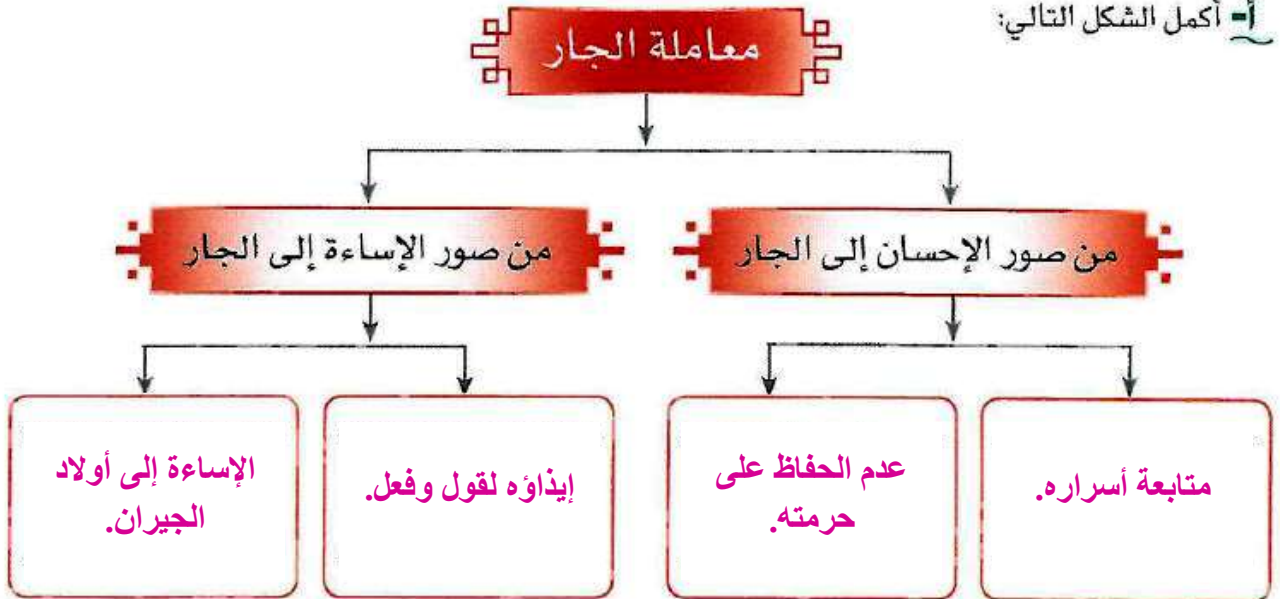 أ- أكمل الشكل التالي:
معاملة الجار
من صور الإحسان إلى الجار
من صور الإساءة إلى الجار
متابعة أسراره.
عدم الحفاظ على
حرمته.
إيذاؤه لقول وفعل.
الإساءة إلى أولاد
الجيران.